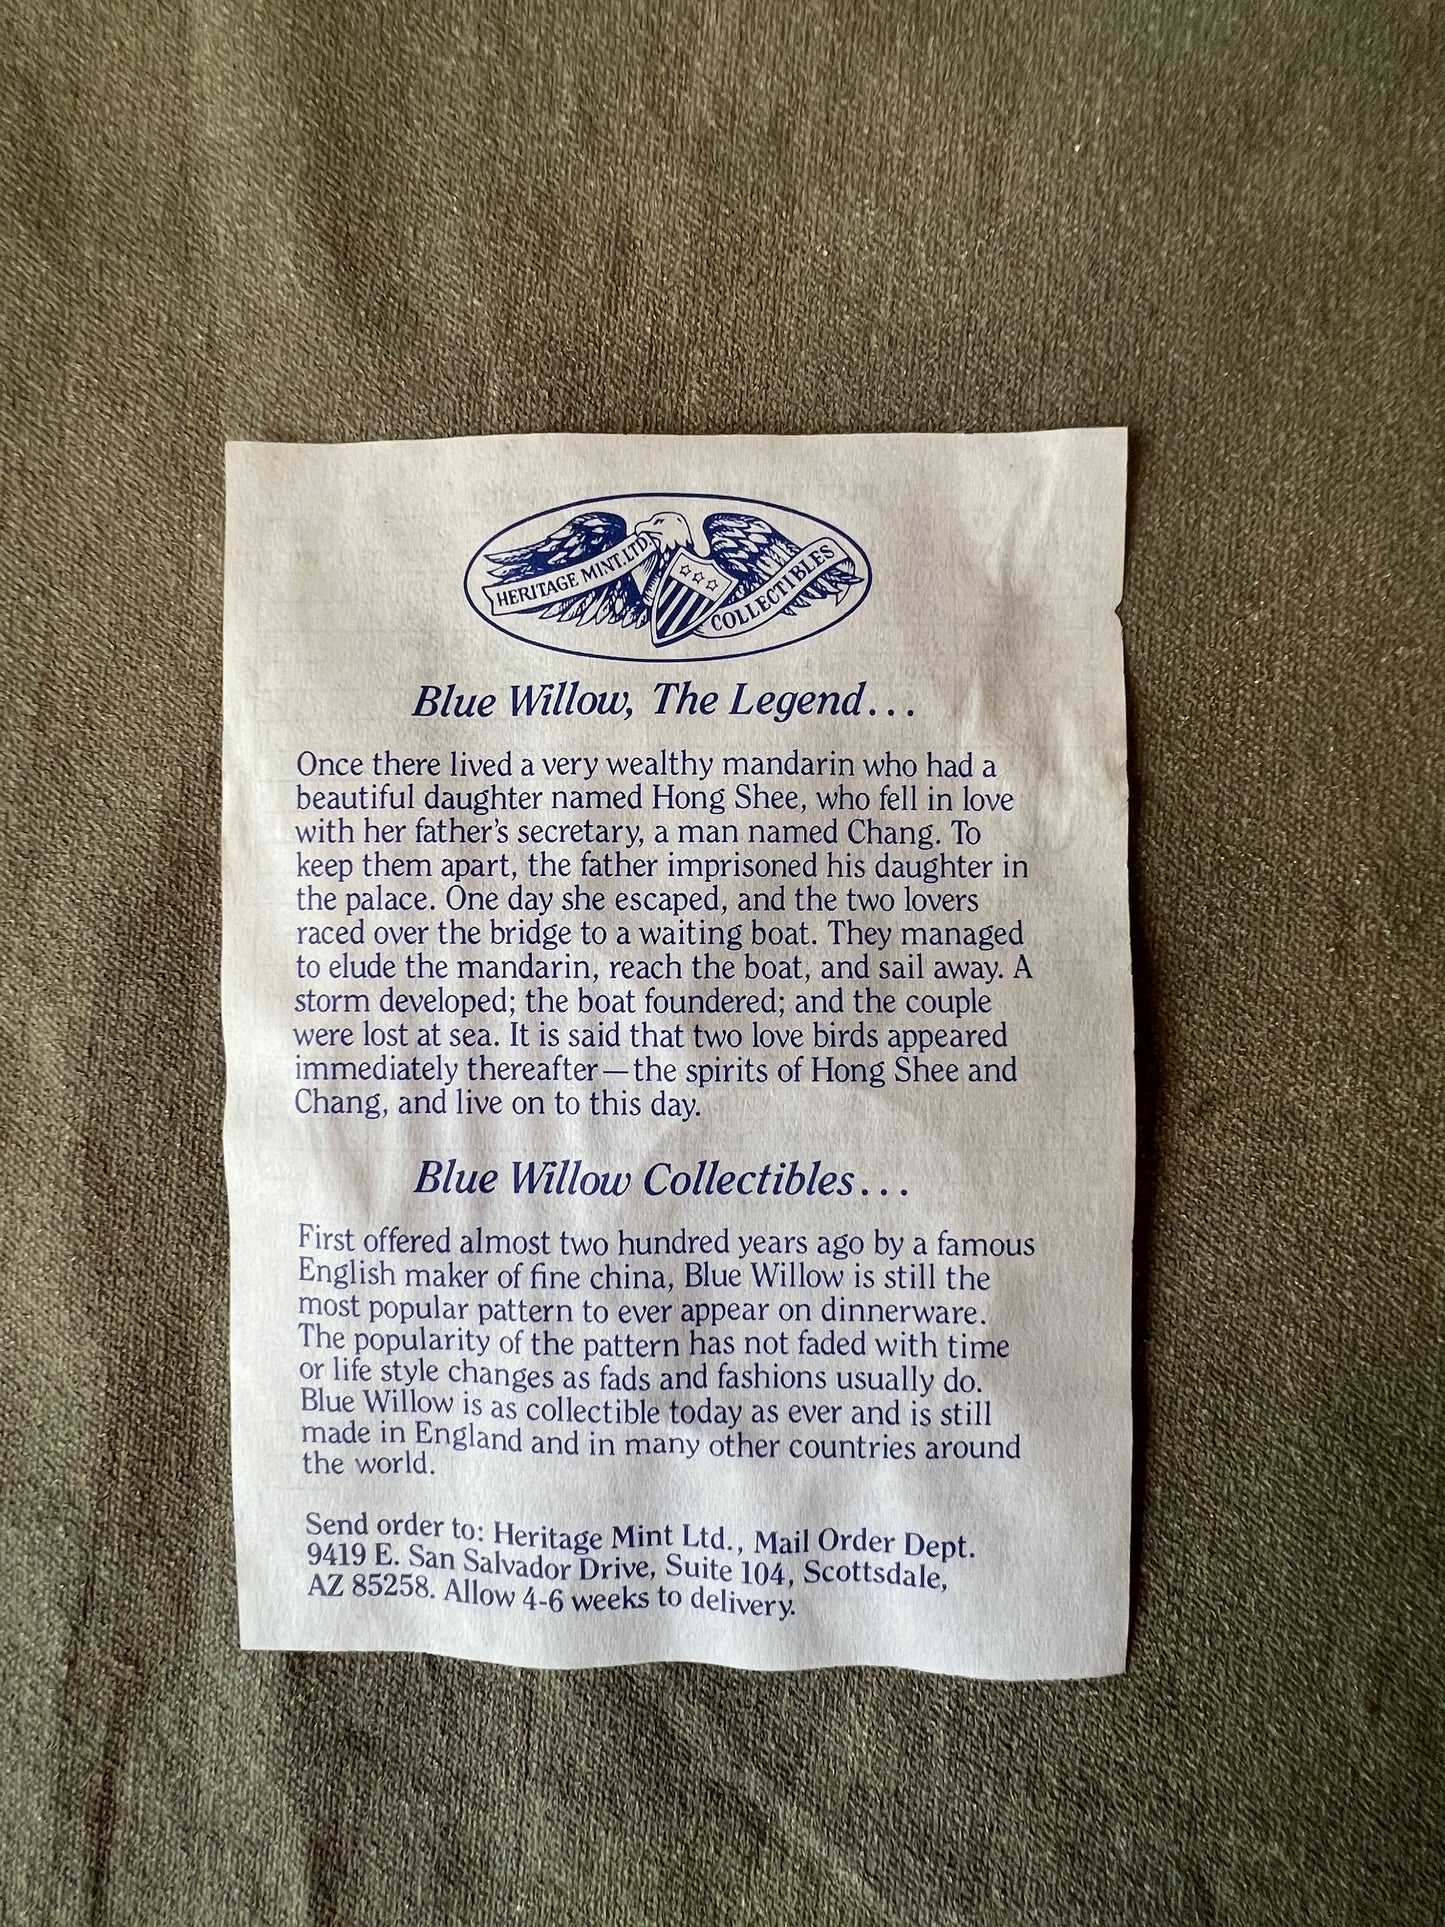 HERITAGE MINT. LTD.
COLLECTIBLES
Blue Willow, The Legend...
Once there lived a very wealthy mandarin who had a
beautiful daughter named Hong Shee, who fell in love
with her father's secretary, a man named Chang. To
keep them apart, the father imprisoned his daughter in
the palace. One day she escaped, and the two lovers
raced over the bridge to a waiting boat. They managed
to elude the mandarin, reach the boat, and sail away. A
storm developed; the boat foundered; and the couple
were lost at sea. It is said that two love birds appeared
immediately thereafter—the spirits of Hong Shee and
Chang, and live on to this day.
Blue Willow Collectibles...
First offered almost two hundred years ago by a famous
English maker of fine china, Blue Willow is still the
most popular pattern to ever appear on dinnerware.
The popularity of the pattern has not faded with time
or life style changes as fads and fashions usually do.
Blue Willow is as collectible today as ever and is still
made in England and in many other countries around
the world.
Send order to: Heritage Mint Ltd., Mail Order Dept.
9419 E. San Salvador Drive, Suite 104, Scottsdale,
AZ 85258. Allow 4-6 weeks to delivery.